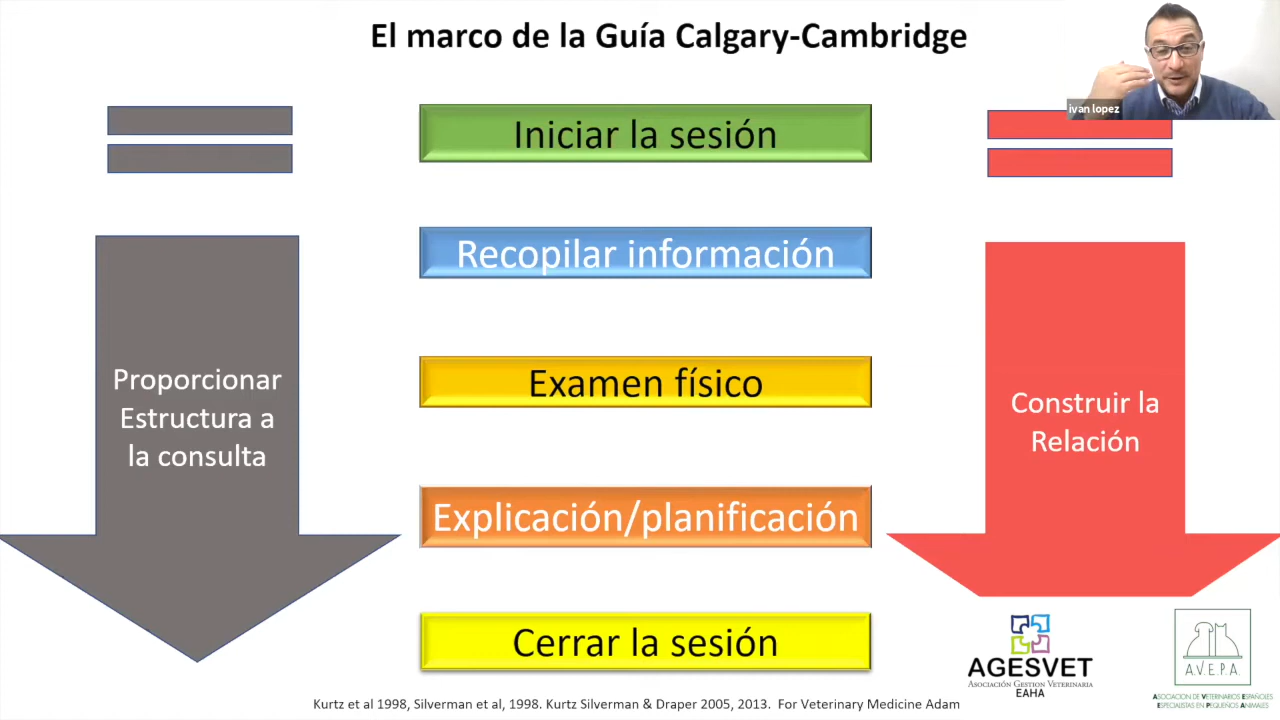 El marco de la Guía Calgary-Cambridge
ivan lopez
Iniciar la sesión
Recopilar información
Examen físico
Explicación/planificación
Cerrar la sesión
Proporcionar
Estructura a
la consulta
Construir la
Relación
AGESVET
ASOCIACIÓN GESTIÓN VETERINARIA
EAHA
A.V.E.P.A.
ASOCIACION DE VETERINARIOS ESPAÑOLES
ESPECIALISTAS EN PEQUEÑOS ANIMALES
Kurtz et al 1998, Silverman et al, 1998. Kurtz Silverman & Draper 2005, 2013. For Veterinary Medicine Adam